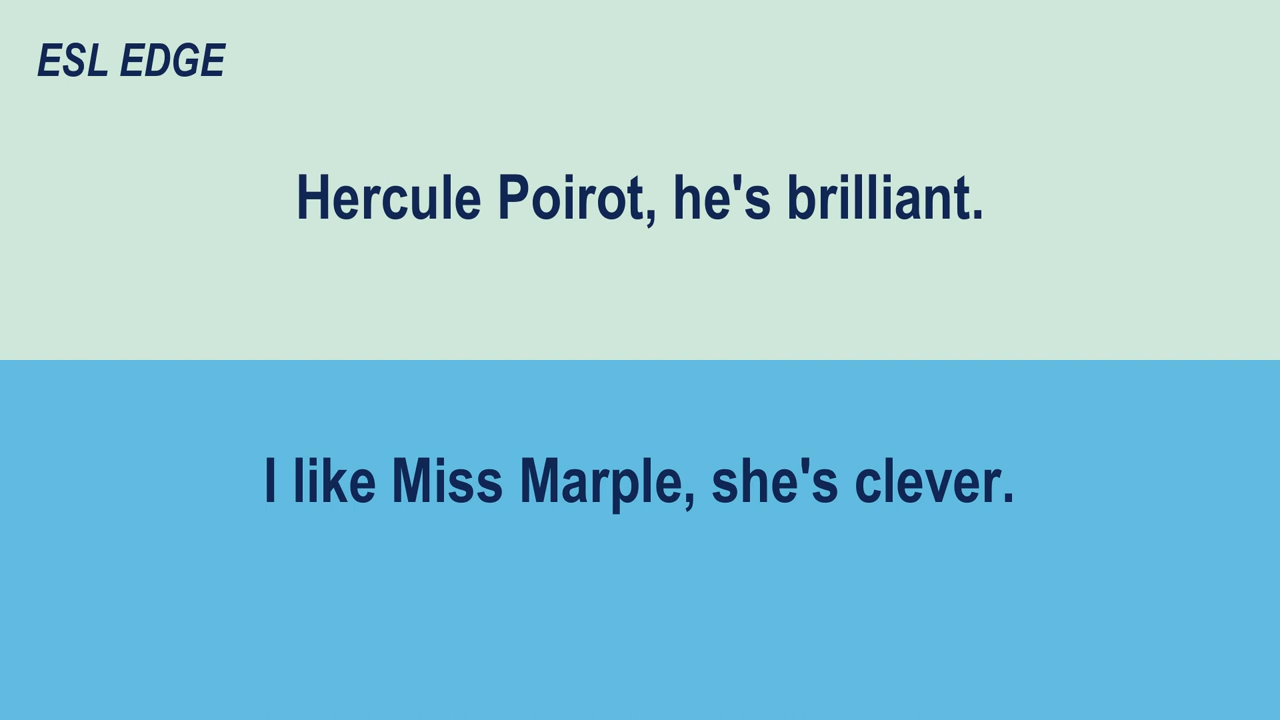 ESL EDGE
Hercule Poirot, he's brilliant.
I like Miss Marple, she's clever.